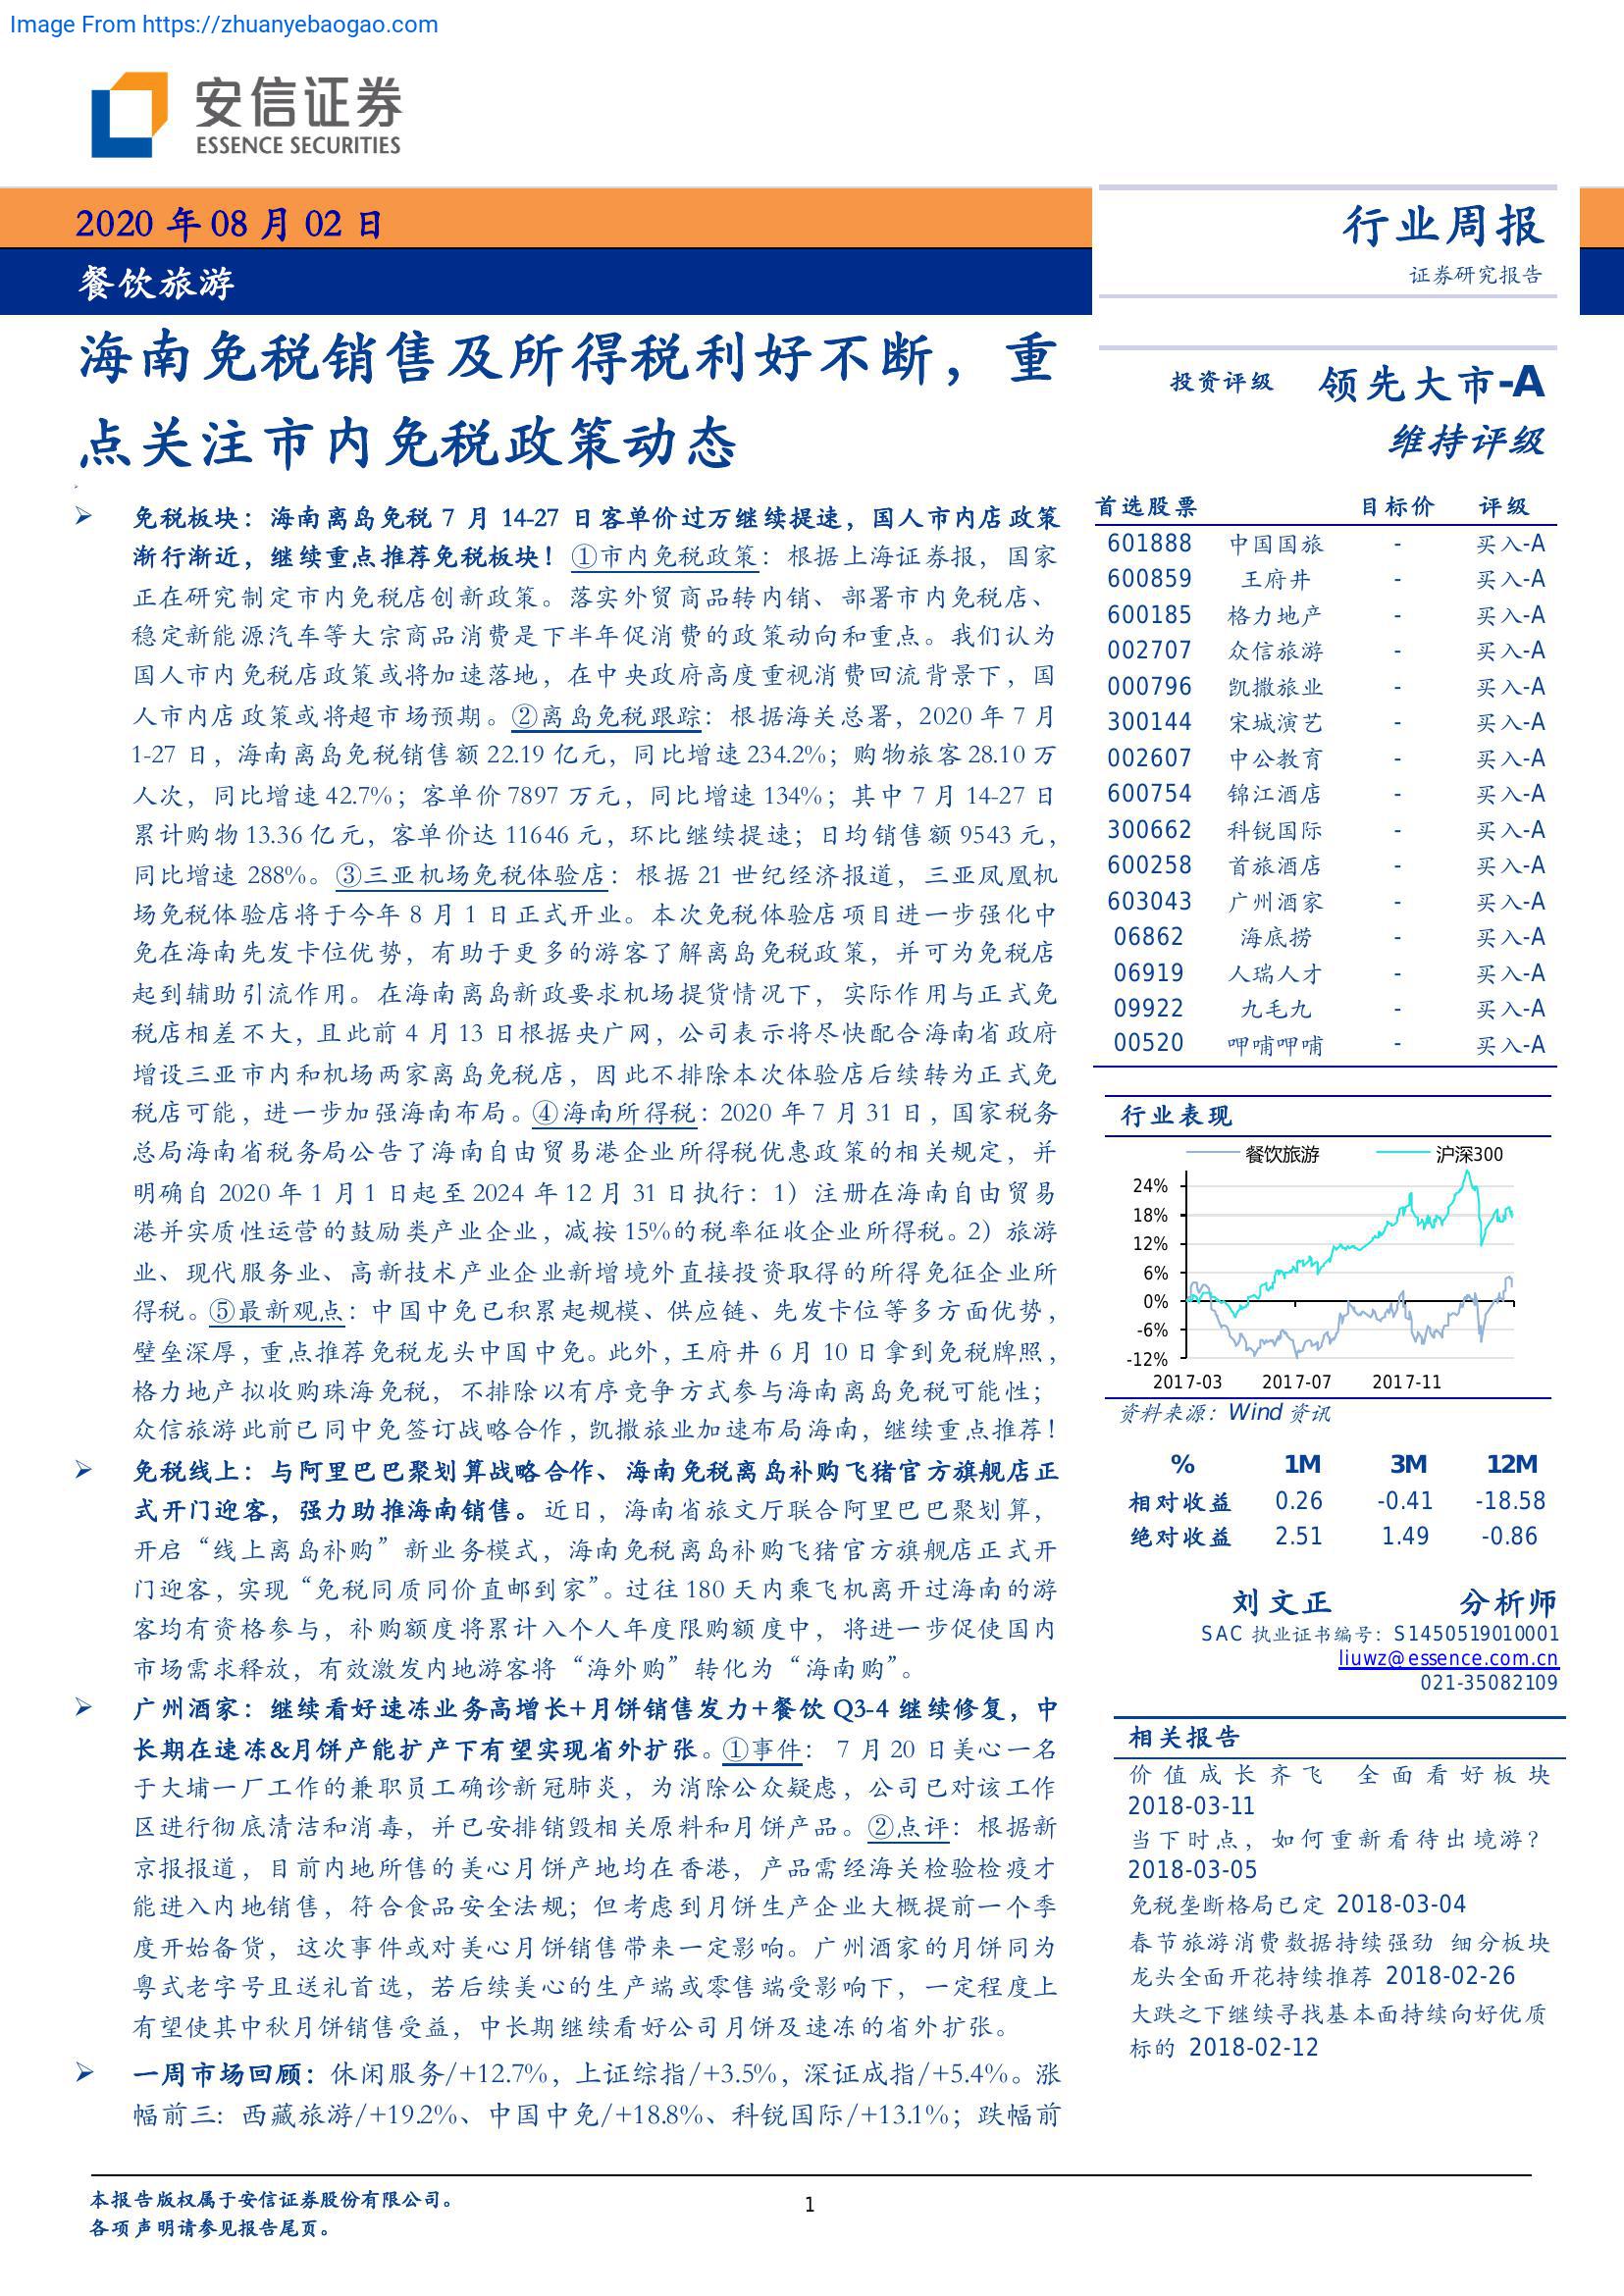 Image From https://zhuanyebaogao.com
安信证券
ESSENCE SECURITIES
2020 年 08 月 02 日
餐饮旅游
行业周报
证券研究报告
海南免税销售及所得税利好不断，重
点关注市内免税政策动态
投资评级 领先大市-A
维持评级
➢ 免税板块：海南离岛免税 7 月 14-27 日客单价过万继续提速，国人市内店政策
渐行渐近，继续重点推荐免税板块！①市内免税政策：根据上海证券报，国家
正在研究制定市内免税店创新政策。落实外贸商品转内销、部署市内免税店、
稳定新能源汽车等大宗商品消费是下半年促消费的政策动向和重点。我们认为
国人市内免税店政策或将加速落地，在中央政府高度重视消费回流背景下，国
人市内店政策或将超市场预期。②离岛免税跟踪：根据海关总署，2020 年 7 月
1-27 日，海南离岛免税销售额 22.19 亿元，同比增速 234.2%；购物旅客 28.10 万
人次，同比增速 42.7%；客单价 7897 万元，同比增速 134%；其中 7 月 14-27 日
累计购物 13.36 亿元，客单价达 11646 元，环比继续提速；日均销售额 9543 元，
同比增速 288%。③三亚机场免税体验店：根据 21 世纪经济报道，三亚凤凰机
场免税体验店将于今年 8 月 1 日正式开业。本次免税体验店项目进一步强化中
免在海南先发卡位优势，有助于更多的游客了解离岛免税政策，并可为免税店
起到辅助引流作用。在海南离岛新政要求机场提货情况下，实际作用与正式免
税店相差不大，且此前 4 月 13 日根据央广网，公司表示将尽快配合海南省政府
增设三亚市内和机场两家离岛免税店，因此不排除本次体验店后续转为正式免
税店可能，进一步加强海南布局。④海南所得税：2020 年 7 月 31 日，国家税务
总局海南省税务局公告了海南自由贸易港企业所得税优惠政策的相关规定，并
明确自 2020 年 1 月 1 日起至 2024 年 12 月 31 日执行：1）注册在海南自由贸易
港并实质性运营的鼓励类产业企业，减按 15%的税率征收企业所得税。2）旅游
业、现代服务业、高新技术产业企业新增境外直接投资取得的所得免征企业所
得税。⑤最新观点：中国中免已积累起规模、供应链、先发卡位等多方面优势，
壁垒深厚，重点推荐免税龙头中国中免。此外，王府井 6 月 10 日拿到免税牌照，
格力地产拟收购珠海免税，不排除以有序竞争方式参与海南离岛免税可能性；
众信旅游此前已同中免签订战略合作，凯撒旅业加速布局海南，继续重点推荐！
➢ 免税线上：与阿里巴巴聚划算战略合作、海南免税离岛补购飞猪官方旗舰店正
式开门迎客，强力助推海南销售。近日，海南省旅文厅联合阿里巴巴聚划算，
开启“线上离岛补购”新业务模式，海南免税离岛补购飞猪官方旗舰店正式开
门迎客，实现“免税同质同价直邮到家”。过往 180 天内乘飞机离开过海南的游
客均有资格参与，补购额度将累计入个人年度限购额度中，将进一步促使国内
市场需求释放，有效激发内地游客将“海外购”转化为“海南购”。
➢ 广州酒家：继续看好速冻业务高增长+月饼销售发力+餐饮 Q3-4 继续修复，中
长期在速冻&月饼产能扩产下有望实现省外扩张。①事件： 7 月 20 日美心一名
于大埔一厂工作的兼职员工确诊新冠肺炎，为消除公众疑虑，公司已对该工作
区进行彻底清洁和消毒，并已安排销毁相关原料和月饼产品。②点评：根据新
京报报道，目前内地所售的美心月饼产地均在香港，产品需经海关检验检疫才
能进入内地销售，符合食品安全法规；但考虑到月饼生产企业大概提前一个季
度开始备货，这次事件或对美心月饼销售带来一定影响。广州酒家的月饼同为
粤式老字号且送礼首选，若后续美心的生产端或零售端受影响下，一定程度上
有望使其中秋月饼销售受益，中长期继续看好公司月饼及速冻的省外扩张。
➢ 一周市场回顾：休闲服务/+12.7%，上证综指/+3.5%，深证成指/+5.4%。涨
幅前三：西藏旅游/+19.2%、中国中免/+18.8%、科锐国际/+13.1%；跌幅前
首选股票 目标价 评级
601888 中国国旅 - 买入-A
600859 王府井 - 买入-A
600185 格力地产 - 买入-A
002707 众信旅游 - 买入-A
000796 凯撒旅业 - 买入-A
300144 宋城演艺 - 买入-A
002607 中公教育 - 买入-A
600754 锦江酒店 - 买入-A
300662 科锐国际 - 买入-A
600258 首旅酒店 - 买入-A
603043 广州酒家 - 买入-A
06862 海底捞 - 买入-A
06919 人瑞人才 - 买入-A
09922 九毛九 - 买入-A
00520 呷哺呷哺 - 买入-A
行业表现
餐饮旅游 沪深300
24%
18%
12%
6%
0%
-6%
-12%
2017-03 2017-07 2017-11
资料来源：Wind 资讯
% 1M 3M 12M
相对收益 0.26 -0.41 -18.58
绝对收益 2.51 1.49 -0.86
刘文正 分析师
SAC 执业证书编号：S1450519010001
liuwz@essence.com.cn
021-35082109
相关报告
价值成长齐飞 全面看好板块
2018-03-11
当下时点，如何重新看待出境游？
2018-03-05
免税垄断格局已定 2018-03-04
春节旅游消费数据持续强劲 细分板块
龙头全面开花持续推荐 2018-02-26
大跌之下继续寻找基本面持续向好优质
标的 2018-02-12
本报告版权属于安信证券股份有限公司。
各项声明请参见报告尾页。
1